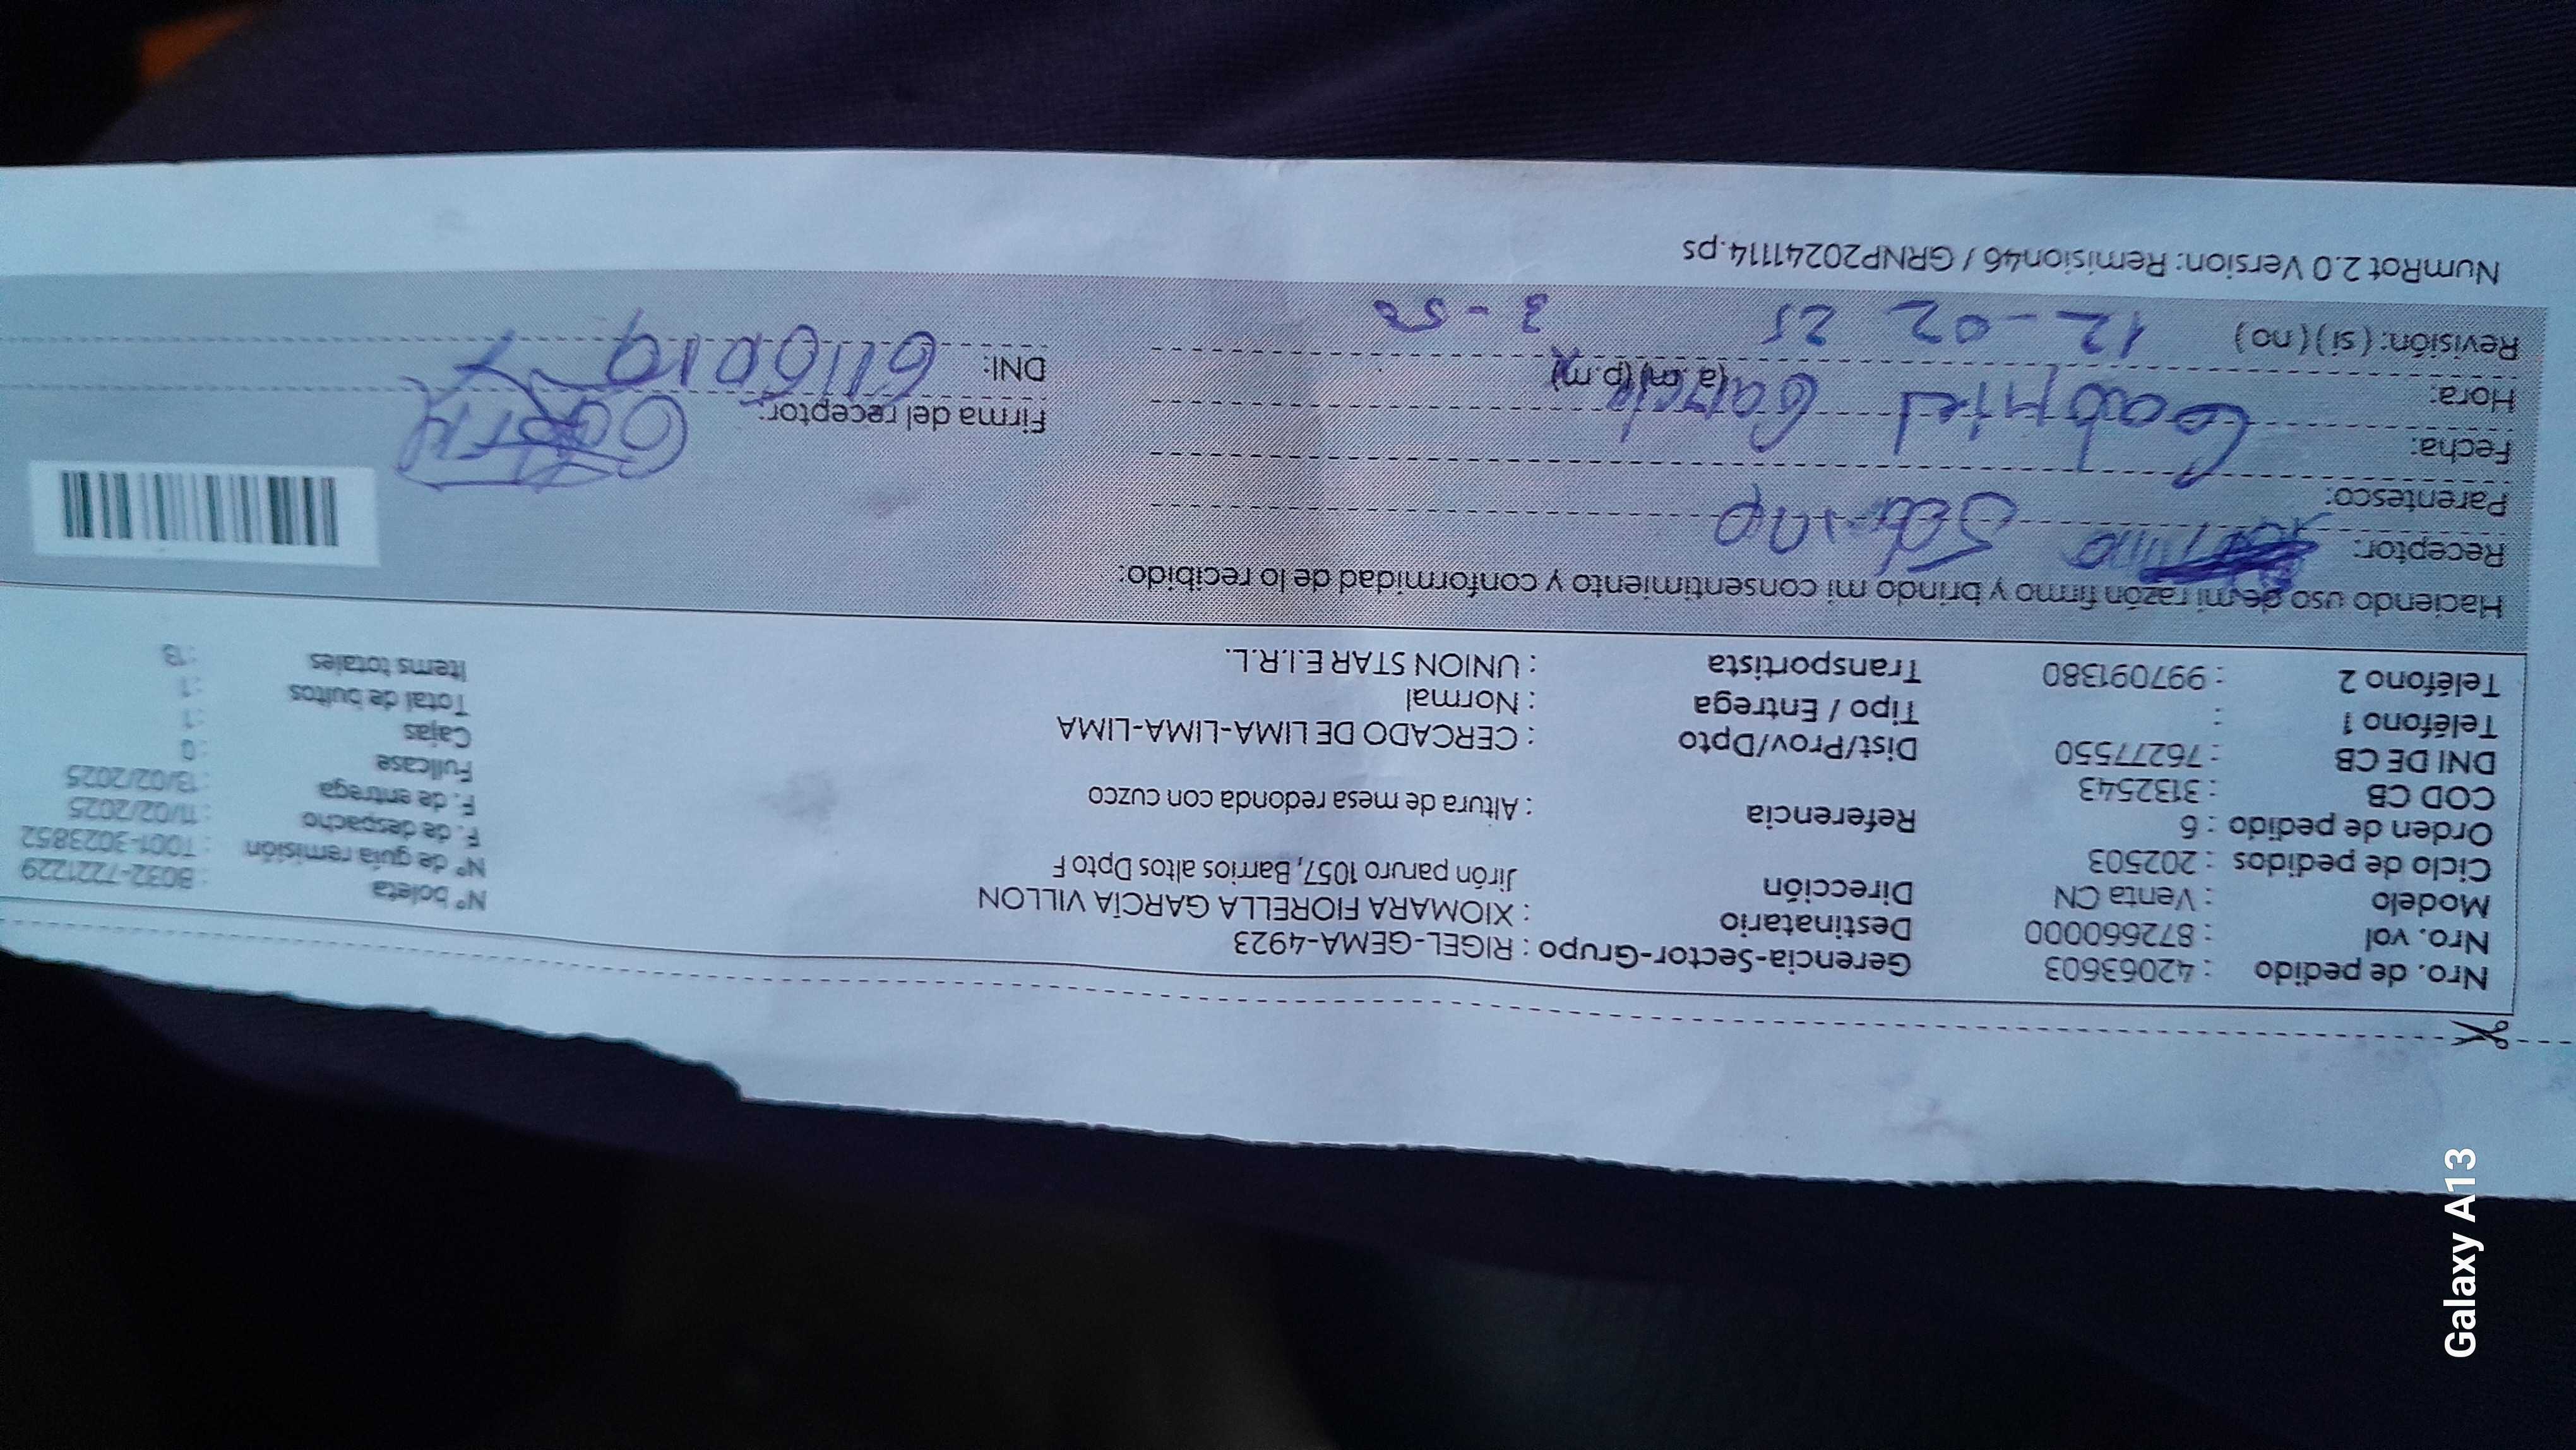 Nro. de pedido : 42063603
Nro. vol : 872660000
Modelo : Venta CN
Ciclo de pedidos : 202503
Orden de pedido : 6
COD CB : 3132543
DNI DE CB : 76277550
Teléfono 1 :
Teléfono 2 : 997091380
Gerencia-Sector-Grupo : RIGEL-GEMA-4923
Destinatario : XIOMARA FIORELLA GARCÍA VILLON
Dirección Jirón paruro 1057, Barrios altos Dpto F
Referencia : Altura de mesa redonda con cuzco
Dist/Prov/Dpto : CERCADO DE LIMA-LIMA-LIMA
Tipo / Entrega : Normal
Transportista : UNION STAR E.I.R.L.
N° boleta : B032-7221229
N° de guía remisión : T001-3023852
F. de despacho : 11/02/2025
F. de entrega : 13/02/2025
Fullcase : 0
Cajas : 1
Total de bultos : 1
Items totales : 13
Haciendo uso de mi razón firmo y brindo mi consentimiento y conformidad de lo recibido:
Receptor:
Parentesco:
Fecha: Gabriel Garcia
Hora: (a.m) (p.m)
Revisión: (si) (no) 12-02 25 3-50
Firma del receptor:
DNI:
NumRot 2.0 Version: Remision46 / GRNP20241114.ps
Galaxy A13